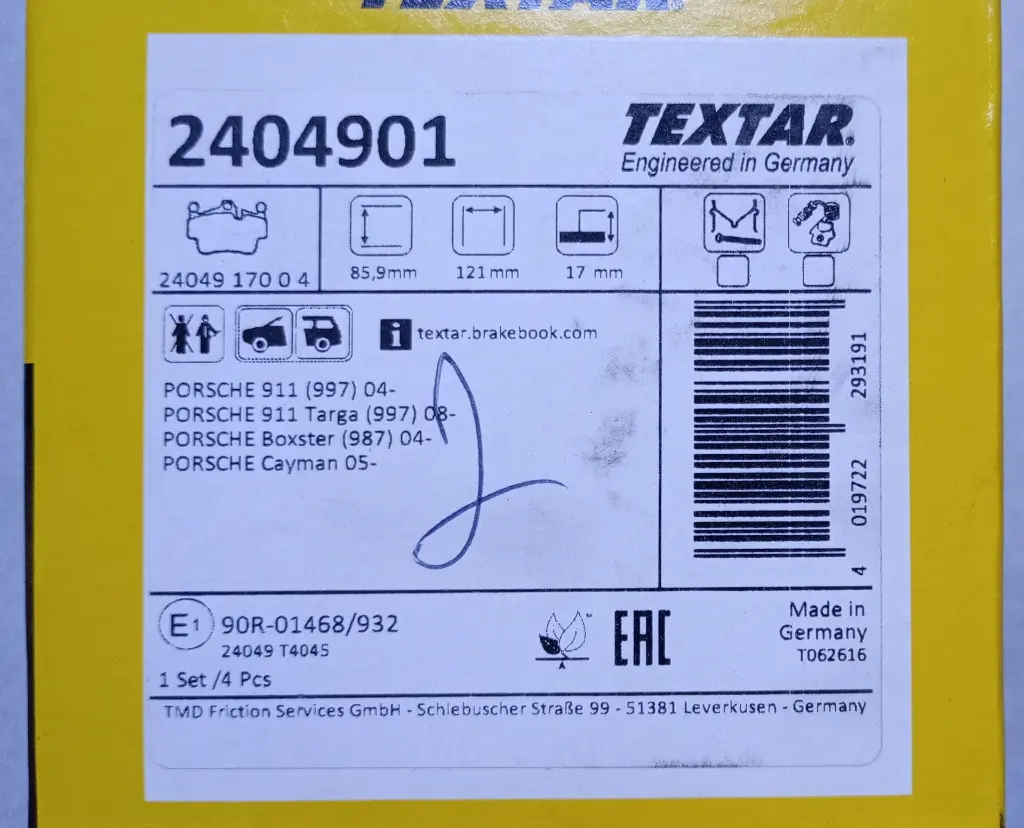 TEXTAR
2404901
TEXTAR®
Engineered in Germany
24049 170 0 4
85,9mm
121 mm
17 mm
i textar.brakebook.com
PORSCHE 911 (997) 04-
PORSCHE 911 Targa (997) 08-
PORSCHE Boxster (987) 04-
PORSCHE Cayman 05-
4 019722 293191
E1 90R-01468/932
24049 T4045
1 Set /4 Pcs
A ™
EAC
Made in
Germany
T062616
TMD Friction Services GmbH - Schlebuscher Straße 99 - 51381 Leverkusen - Germany